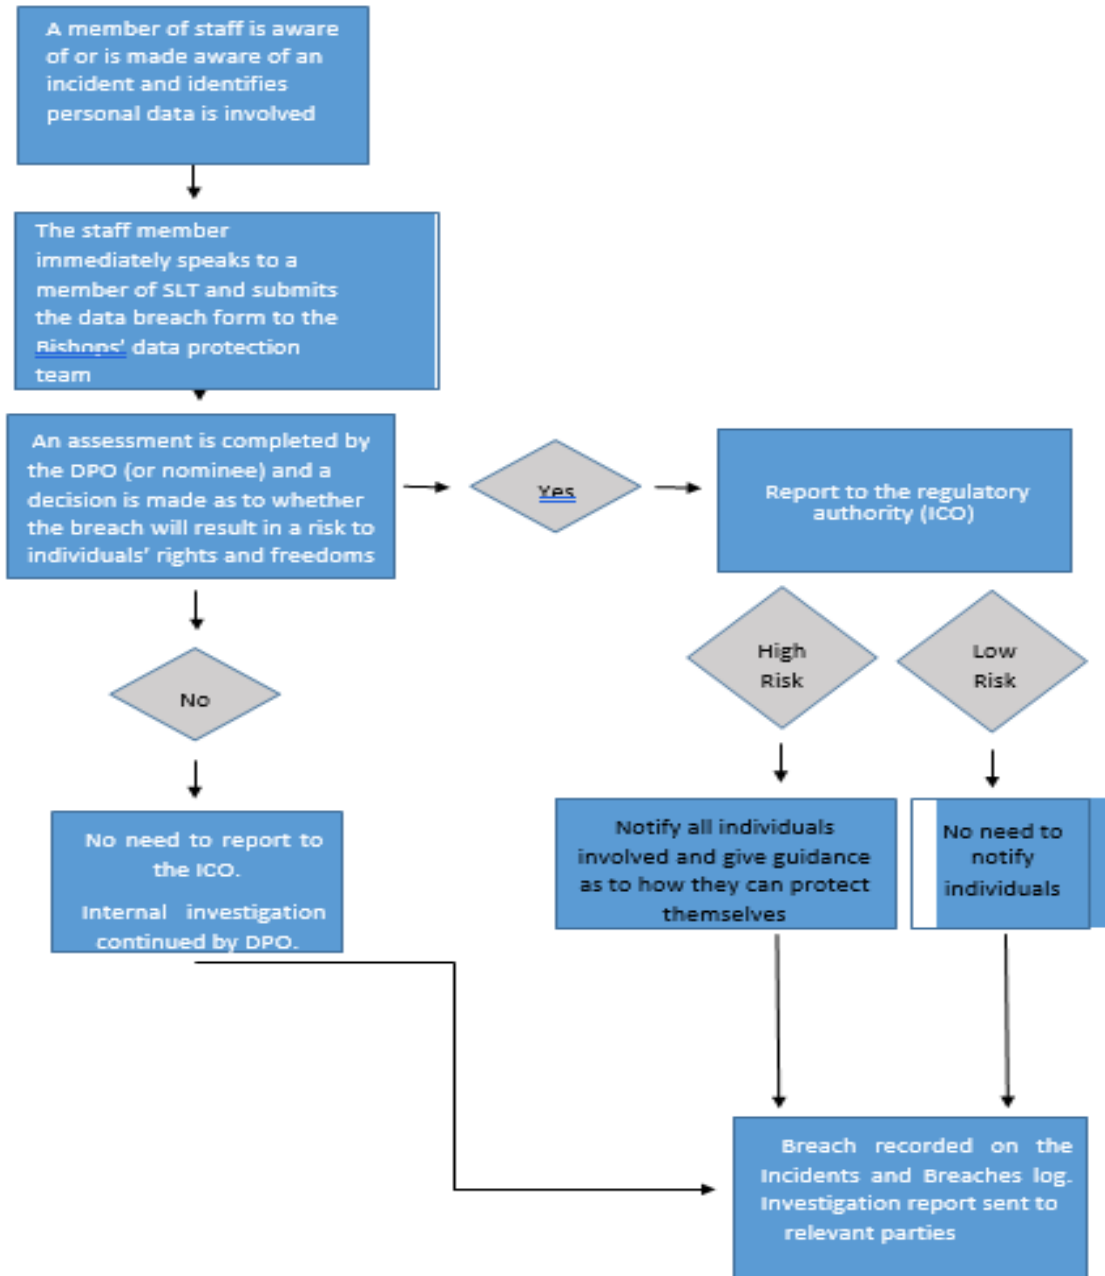 A member of staff is aware
of or is made aware of an
incident and identifies
personal data is involved
The staff member
immediately speaks to a
member of SLT and submits
the data breach form to the
Bishops' data protection
team
An assessment is completed by
the DPO (or nominee) and a
decision is made as to whether
the breach will result in a risk to
individuals' rights and freedoms
Yes
Report to the regulatory
authority (ICO)
High
Risk
Low
Risk
No
No need to report to
the ICO.
Internal investigation
continued by DPO.
Notify all individuals
involved and give guidance
as to how they can protect
themselves
No need to
notify
individuals
Breach recorded on the
Incidents and Breaches log.
Investigation report sent to
relevant parties